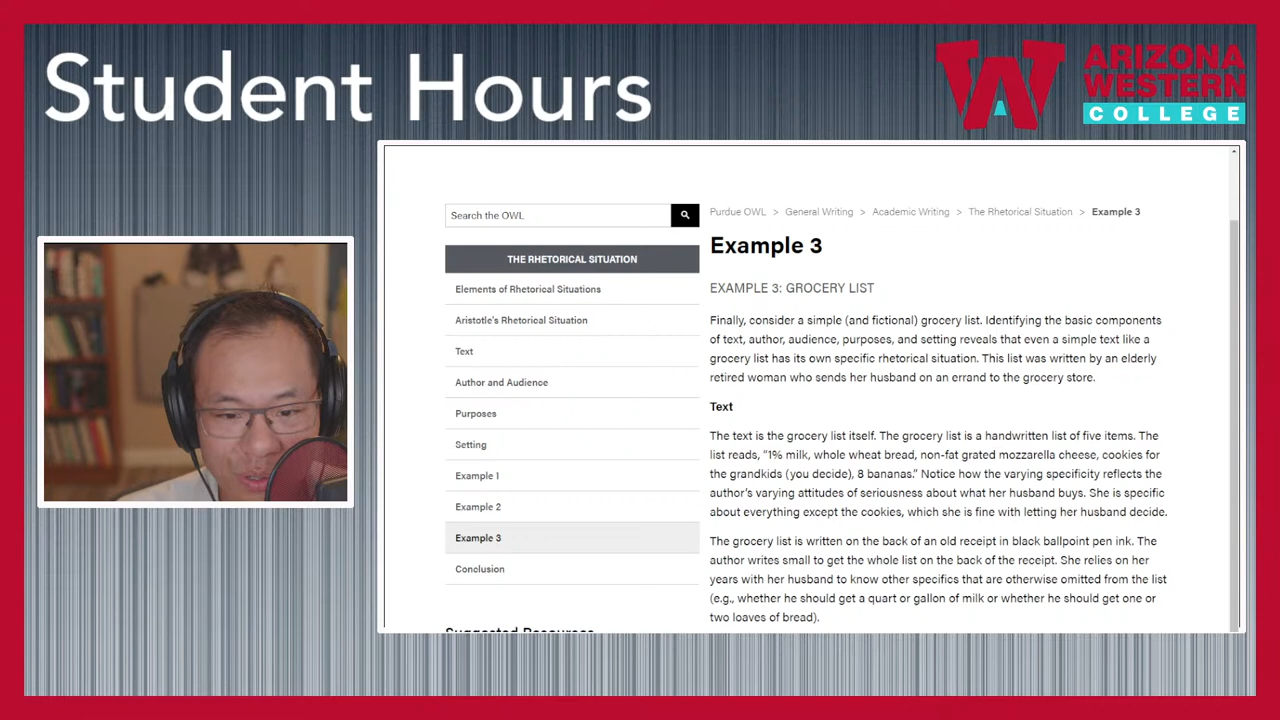 Student Hours
ARIZONA
WESTERN
COLLEGE
Search the OWL
THE RHETORICAL SITUATION
Elements of Rhetorical Situations
Aristotle's Rhetorical Situation
Text
Author and Audience
Purposes
Setting
Example 1
Example 2
Example 3
Conclusion
Suggested Resources
Purdue OWL > General Writing > Academic Writing > The Rhetorical Situation > Example 3
Example 3
EXAMPLE 3: GROCERY LIST
Finally, consider a simple (and fictional) grocery list. Identifying the basic components
of text, author, audience, purposes, and setting reveals that even a simple text like a
grocery list has its own specific rhetorical situation. This list was written by an elderly
retired woman who sends her husband on an errand to the grocery store.
Text
The text is the grocery list itself. The grocery list is a handwritten list of five items. The
list reads, “1% milk, whole wheat bread, non-fat grated mozzarella cheese, cookies for
the grandkids (you decide), 8 bananas.” Notice how the varying specificity reflects the
author’s varying attitudes of seriousness about what her husband buys. She is specific
about everything except the cookies, which she is fine with letting her husband decide.
The grocery list is written on the back of an old receipt in black ballpoint pen ink. The
author writes small to get the whole list on the back of the receipt. She relies on her
years with her husband to know other specifics that are otherwise omitted from the list
(e.g., whether he should get a quart or gallon of milk or whether he should get one or
two loaves of bread).